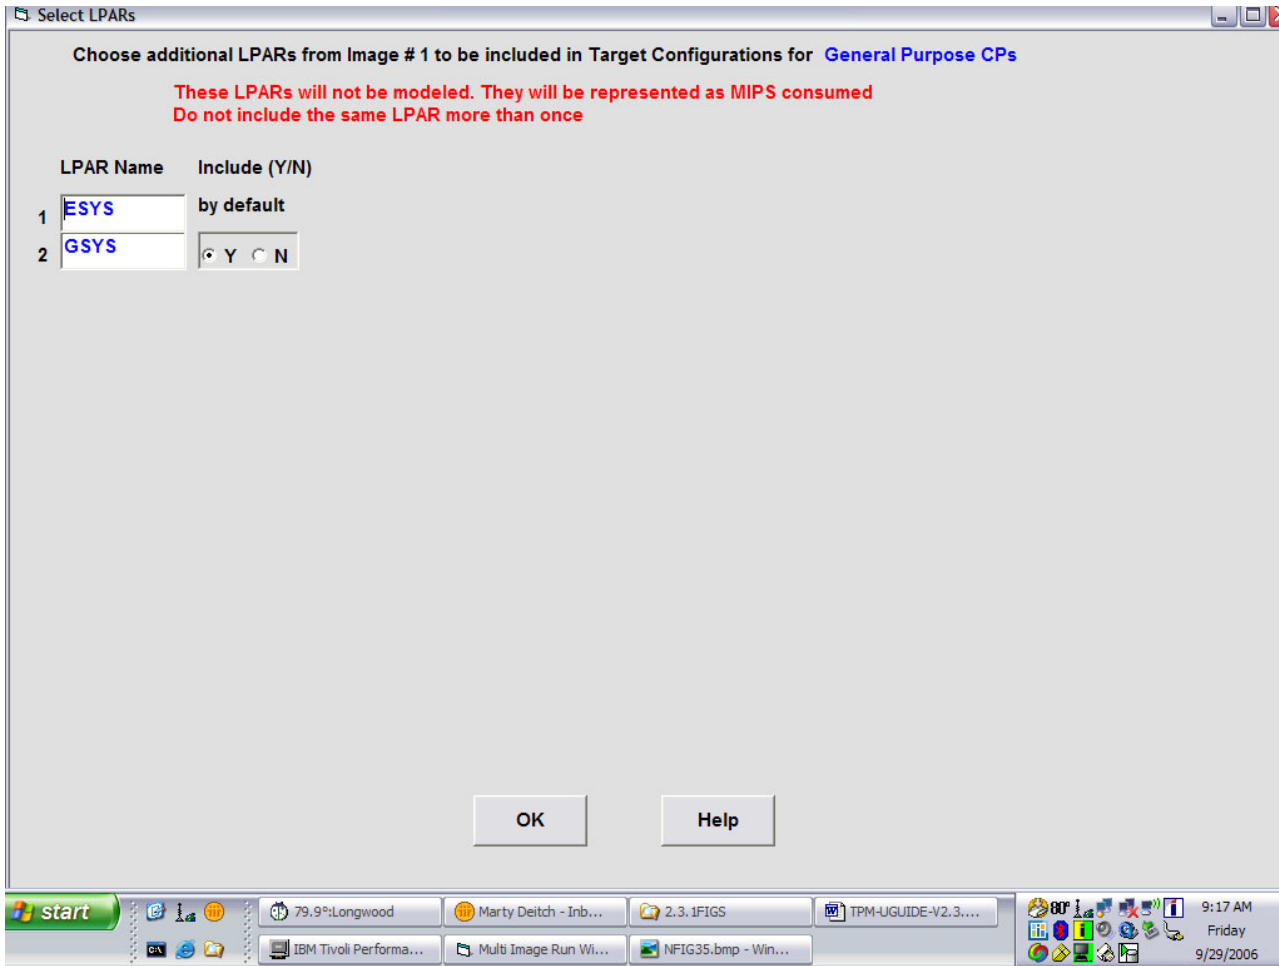 Select LPARs
Choose additional LPARs from Image # 1 to be included in Target Configurations for General Purpose CPs
These LPARs will not be modeled. They will be represented as MIPS consumed
Do not include the same LPAR more than once
LPAR Name Include (Y/N)
1 ESYS by default
2 GSYS Y N
OK Help
start 79.9°:Longwood Marty Deitch - Inb... 2.3.1FIGS TPM-UGUIDE-V2.3.... 80° 9:17 AM
Friday
IBM Tivoli Performa... Multi Image Run Wi... NFIG35.bmp - Win... 9/29/2006